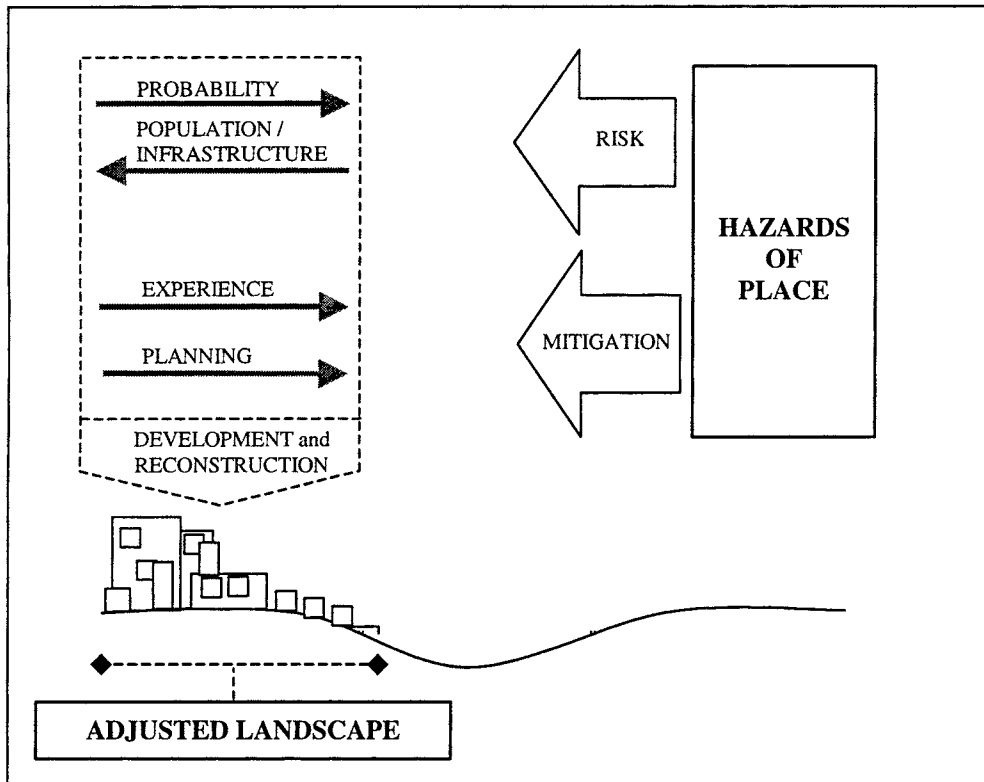 PROBABILITY
POPULATION /
INFRASTRUCTURE
EXPERIENCE
PLANNING
DEVELOPMENT and
RECONSTRUCTION
RISK
MITIGATION
HAZARDS
OF
PLACE
ADJUSTED LANDSCAPE